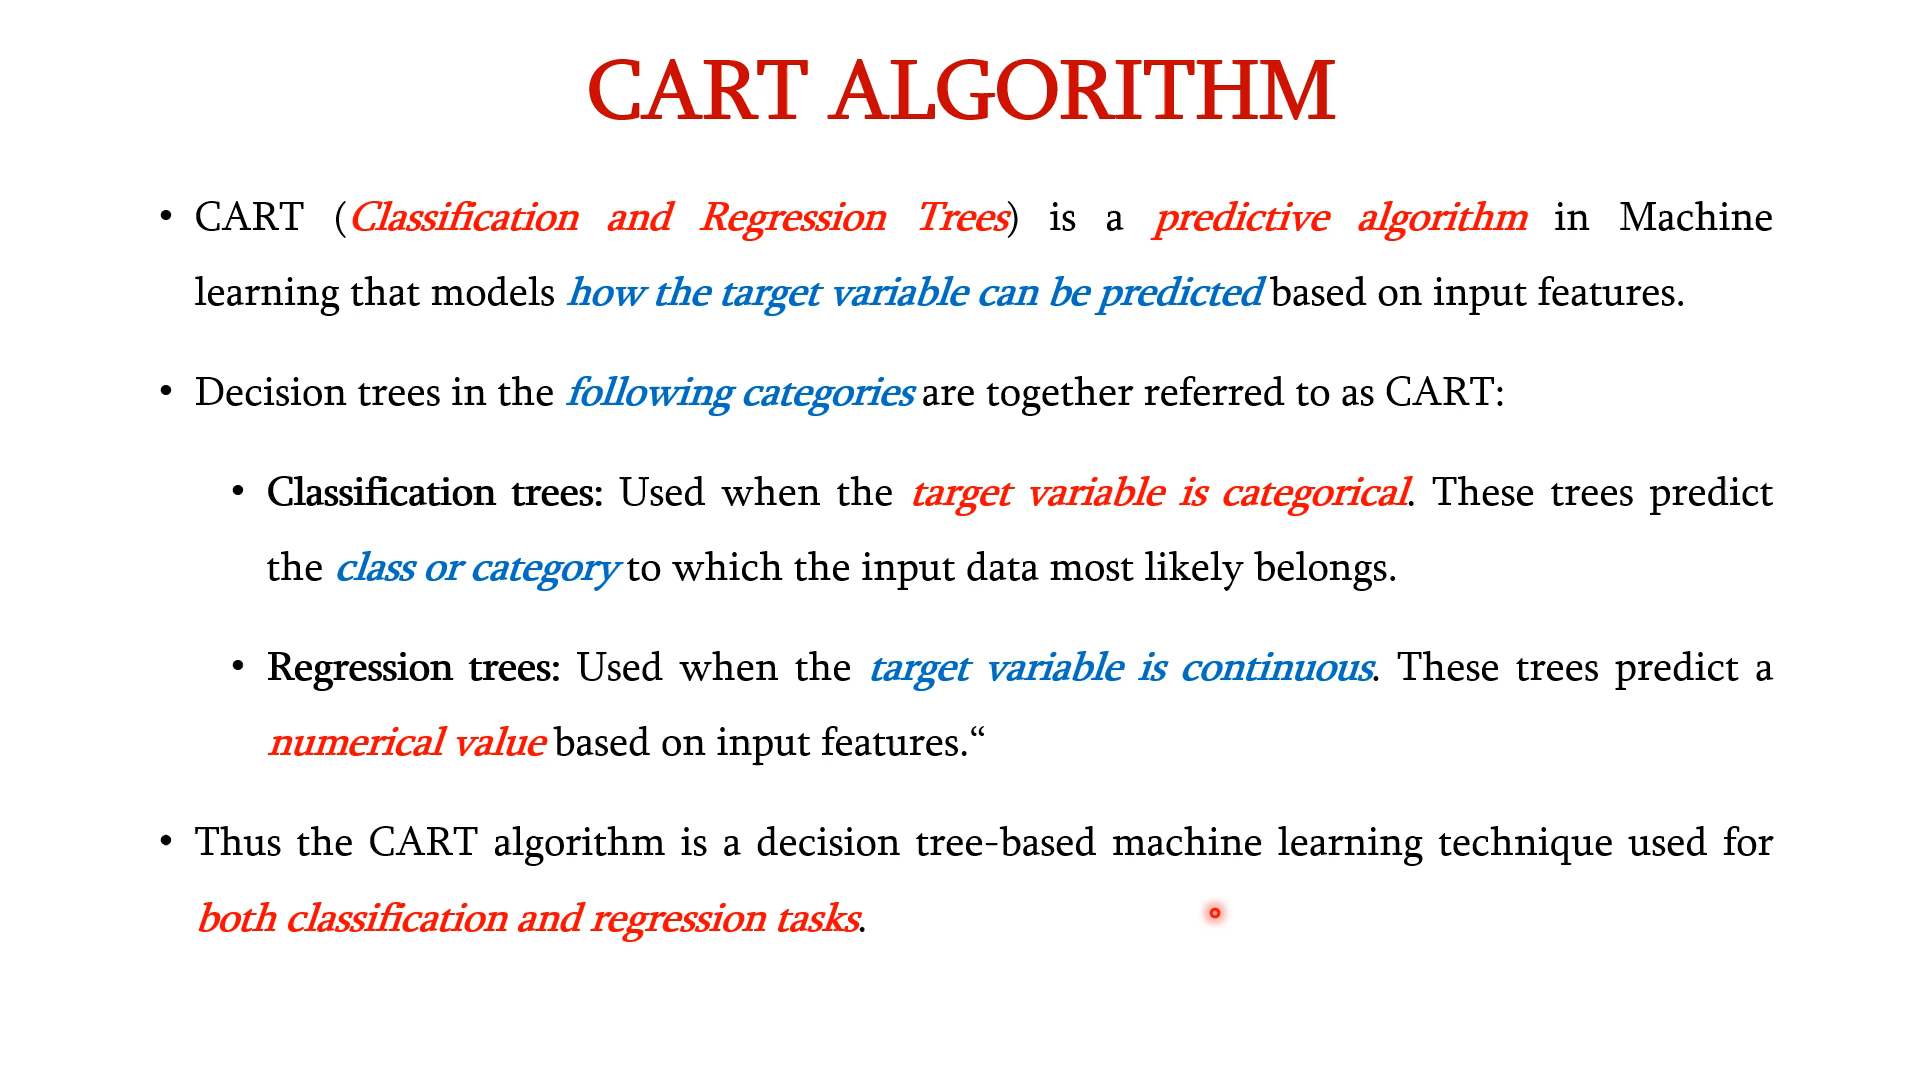 CART ALGORITHM
• CART (Classification and Regression Trees) is a predictive algorithm in Machine
learning that models how the target variable can be predicted based on input features.
• Decision trees in the following categories are together referred to as CART:
• Classification trees: Used when the target variable is categorical. These trees predict
the class or category to which the input data most likely belongs.
• Regression trees: Used when the target variable is continuous. These trees predict a
numerical value based on input features.“
• Thus the CART algorithm is a decision tree-based machine learning technique used for
both classification and regression tasks.